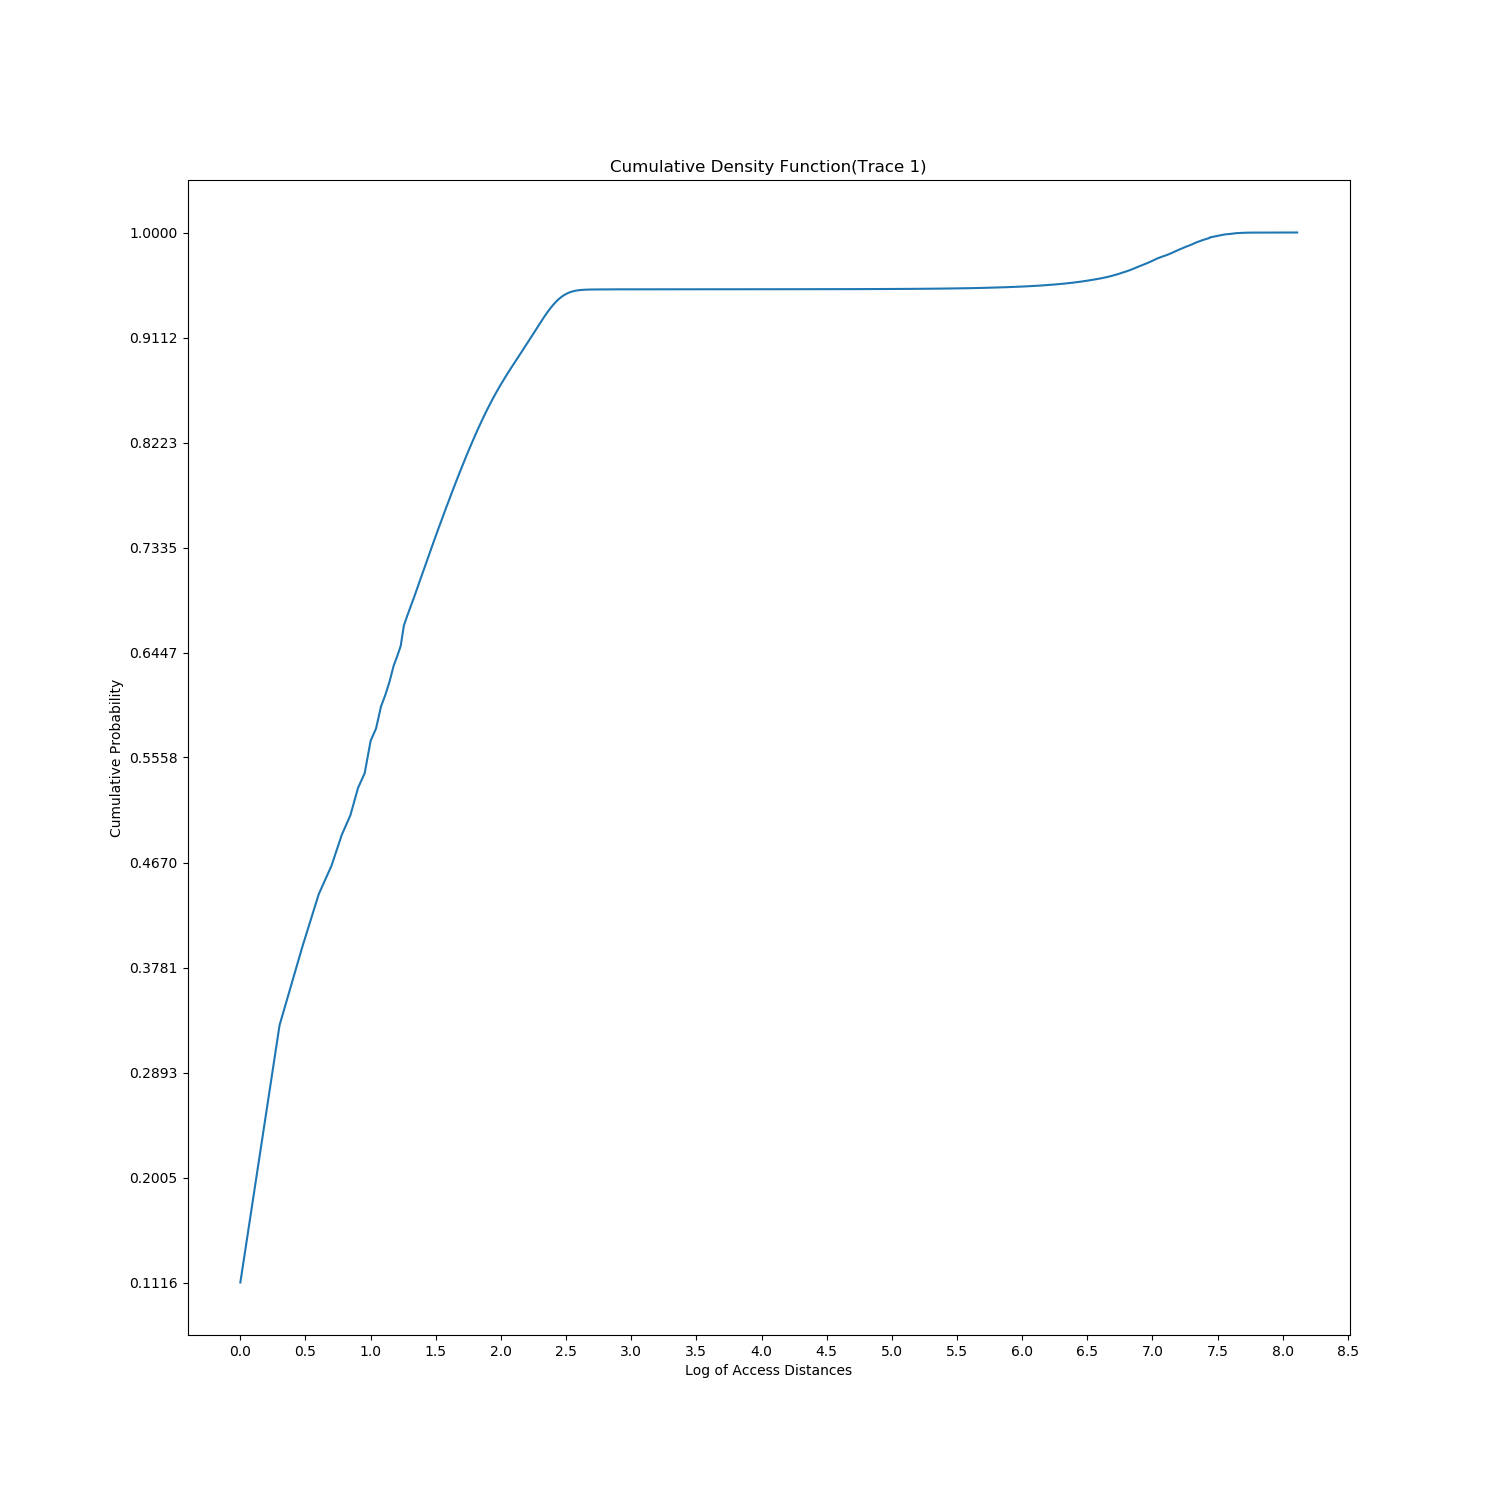 Cumulative Density Function(Trace 1)
1.0000
0.9112
0.8223
0.7335
0.6447
0.5558
0.4670
0.3781
0.2893
0.2005
0.1116
Cumulative Probability
0.0 0.5 1.0 1.5 2.0 2.5 3.0 3.5 4.0 4.5 5.0 5.5 6.0 6.5 7.0 7.5 8.0 8.5
Log of Access Distances